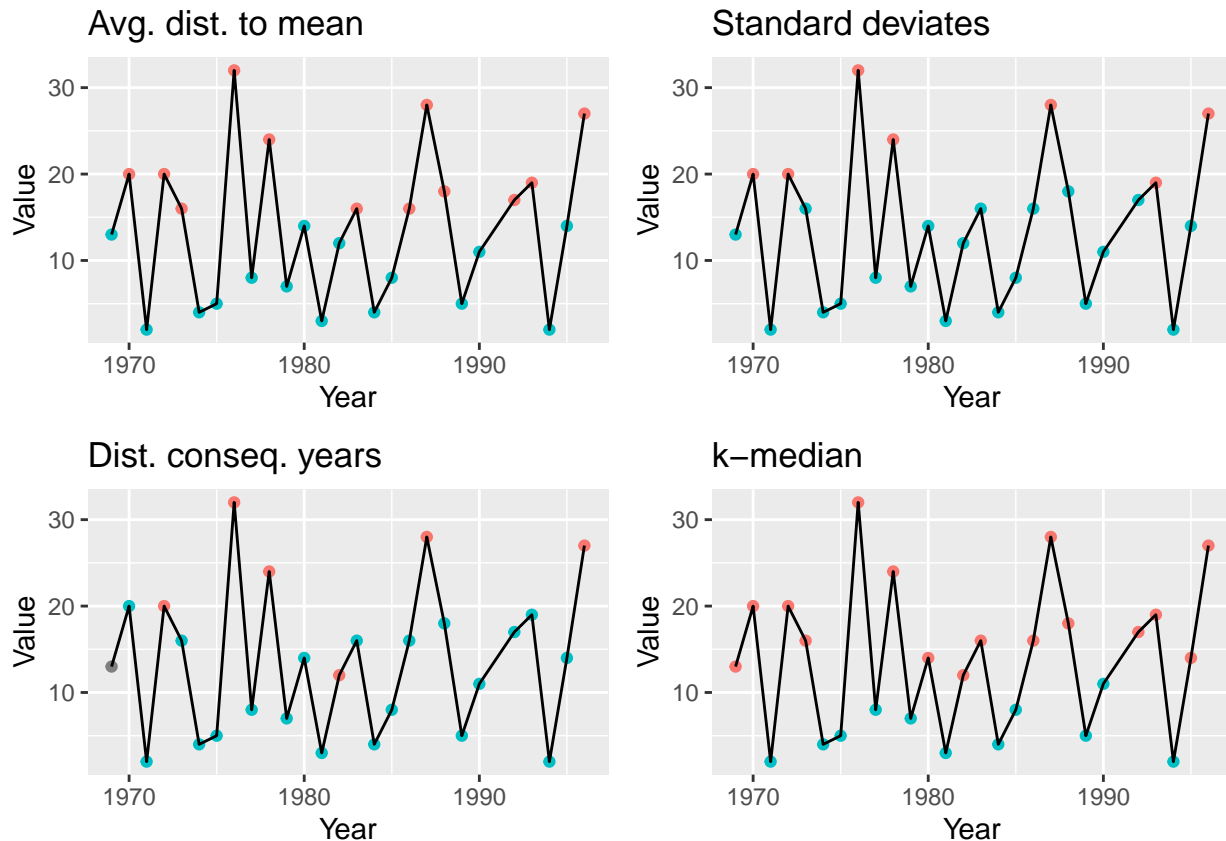 Avg. dist. to mean
Value
30
20
10
1970 1980 1990
Year
Standard deviates
Value
30
20
10
1970 1980 1990
Year
Dist. conseq. years
Value
30
20
10
1970 1980 1990
Year
k−median
Value
30
20
10
1970 1980 1990
Year